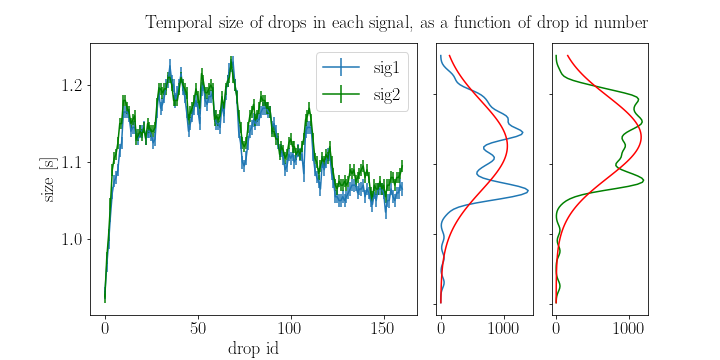 Temporal size of drops in each signal, as a function of drop id number
sig1
sig2
1.2
1.1
1.0
size [s]
0
50
100
150
drop id
0
1000
0
1000